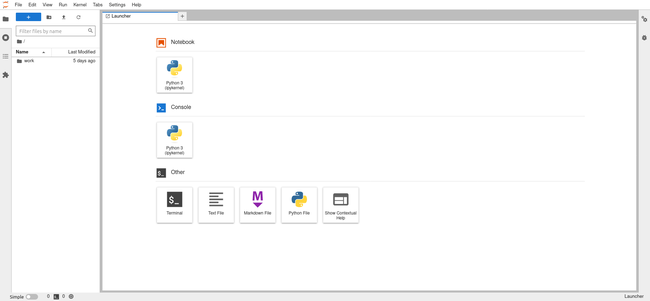 File Edit View Run Kernel Tabs Settings Help
Launcher
Filter files by name
/
Name Last Modified
work 5 days ago
Notebook
Python 3
(ipykernel)
Console
Python 3
(ipykernel)
Other
Terminal
Text File
Markdown File
Python File
Show Contextual
Help
Simple 0 0 Launcher